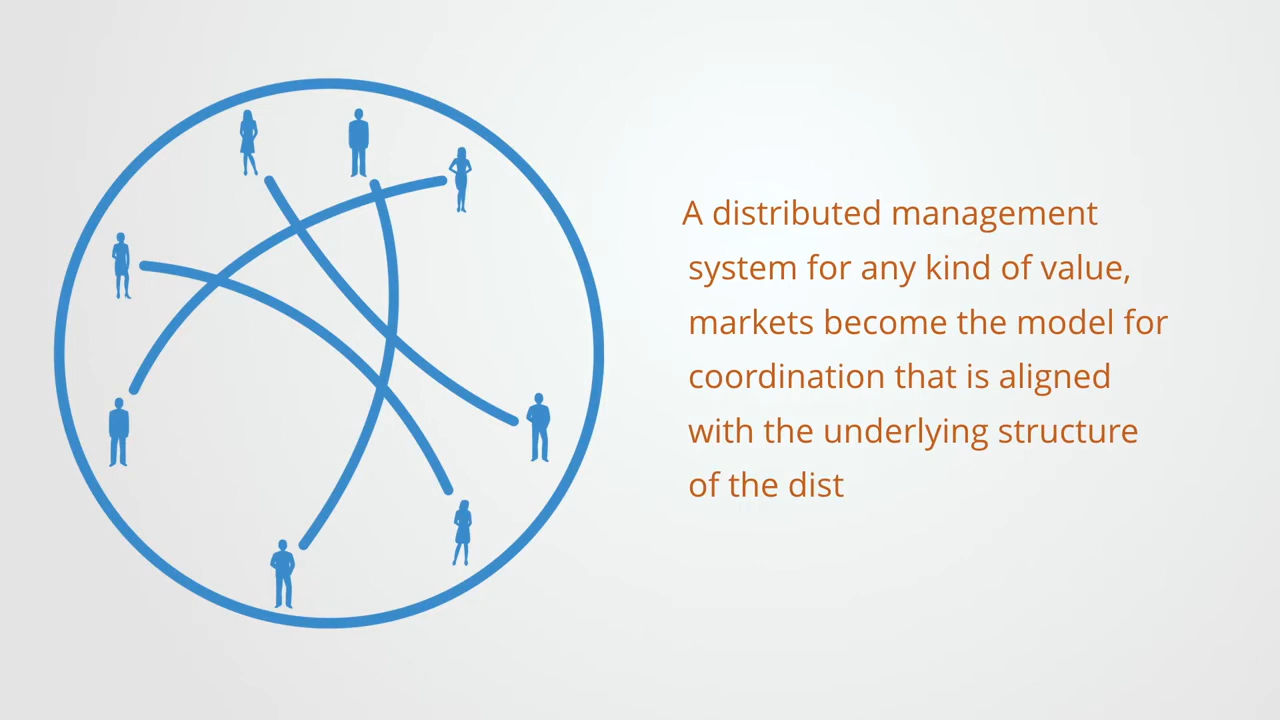 A distributed management
system for any kind of value,
markets become the model for
coordination that is aligned
with the underlying structure
of the dist